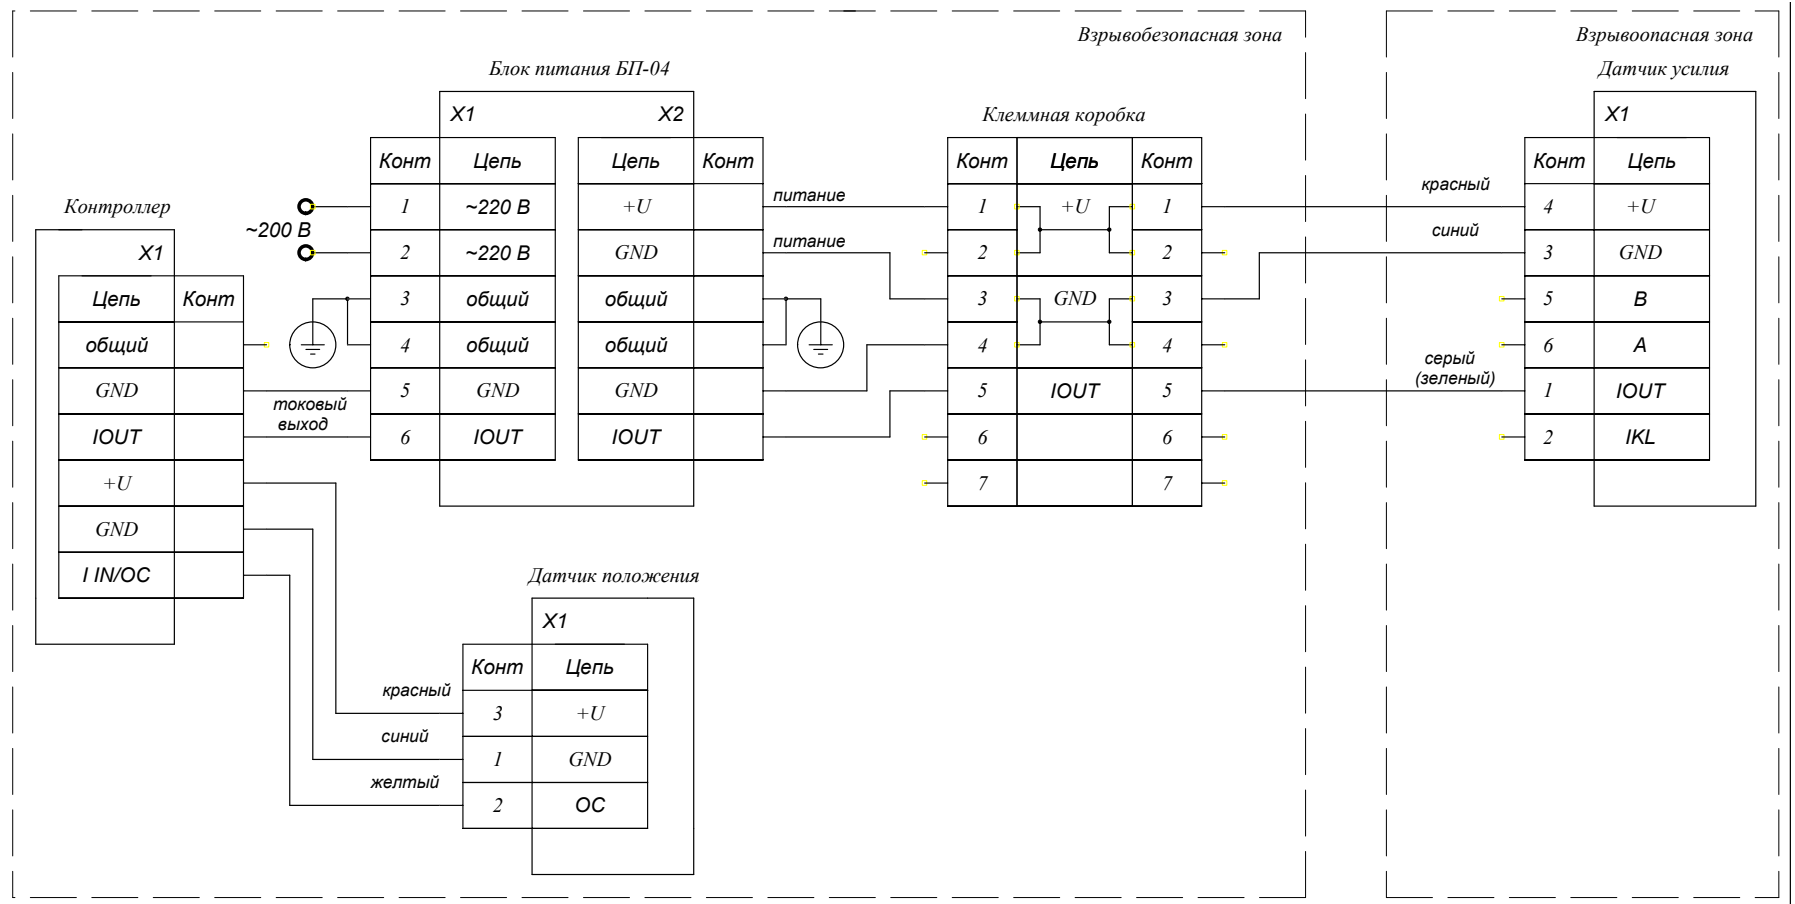 Взрывобезопасная зона
Взрывоопасная зона
Блок питания БП-04
Датчик усилия
X1
X2
Клеммная коробка
X1
Конт
Цепь
Цепь
Конт
Конт
Цепь
Конт
Конт
Цепь
Контроллер
~200 В
1
~220 В
+U
питание
1
+U
1
красный
4
+U
X1
2
~220 В
GND
питание
2
2
синий
3
GND
Цепь
Конт
3
общий
общий
3
GND
3
5
B
общий
4
общий
общий
4
4
6
A
GND
5
GND
GND
5
IOUT
5
серый
(зеленый)
1
IOUT
токовый
выход
IOUT
6
IOUT
IOUT
6
6
2
IKL
+U
7
7
GND
I IN/OC
Датчик положения
X1
Конт
Цепь
красный
3
+U
синий
1
GND
желтый
2
OC